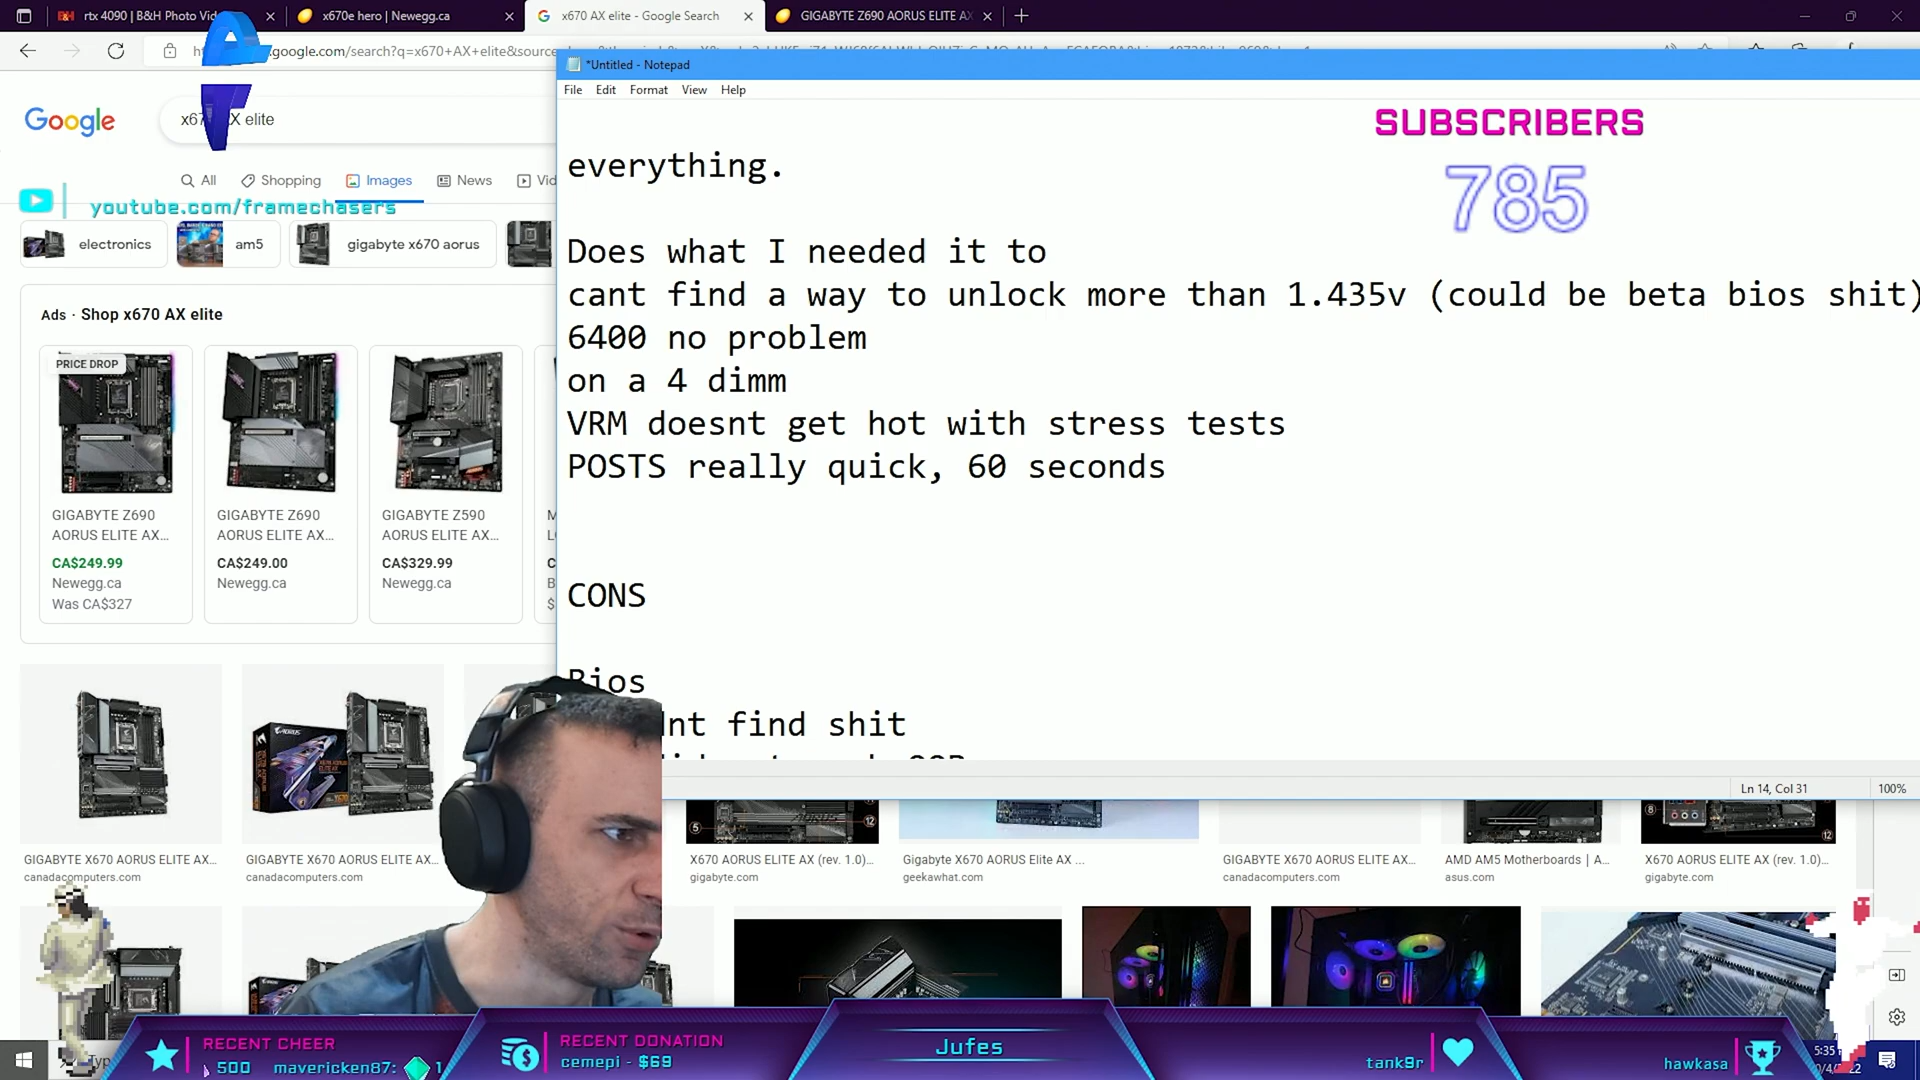 rtx 4090 | B&H Photo Vid
x670e hero | Newegg.ca
x670 AX elite - Google Search
GIGABYTE Z690 AORUS ELITE AX
google.com/search?q=x670+AX+elite&source
*Untitled - Notepad
File Edit Format View Help
Google
x670 AX elite
All Shopping Images News Vid
youtube.com/framechasers
electronics
am5
gigabyte x670 aorus
SUBSCRIBERS
785
everything.
Does what I needed it to
cant find a way to unlock more than 1.435v (could be beta bios shit)
6400 no problem
on a 4 dimm
VRM doesnt get hot with stress tests
POSTS really quick, 60 seconds
CONS
Bios
find shit
Ads · Shop x670 AX elite
PRICE DROP
GIGABYTE Z690
AORUS ELITE AX...
CA$249.99
Newegg.ca
Was CA$327
GIGABYTE Z690
AORUS ELITE AX...
CA$249.00
Newegg.ca
GIGABYTE Z590
AORUS ELITE AX...
CA$329.99
Newegg.ca
Ln 14, Col 31
100%
GIGABYTE X670 AORUS ELITE AX...
canadacomputers.com
GIGABYTE X670 AORUS ELITE AX...
canadacomputers.com
X670 AORUS ELITE AX (rev. 1.0)...
gigabyte.com
Gigabyte X670 AORUS Elite AX ...
geekawhat.com
GIGABYTE X670 AORUS ELITE AX...
canadacomputers.com
AMD AM5 Motherboards | A...
asus.com
X670 AORUS ELITE AX (rev. 1.0)...
gigabyte.com
RECENT CHEER
500 mavericken87:
RECENT DONATION
cemepi - $69
Jufes
tank9r
hawkasa
5:35